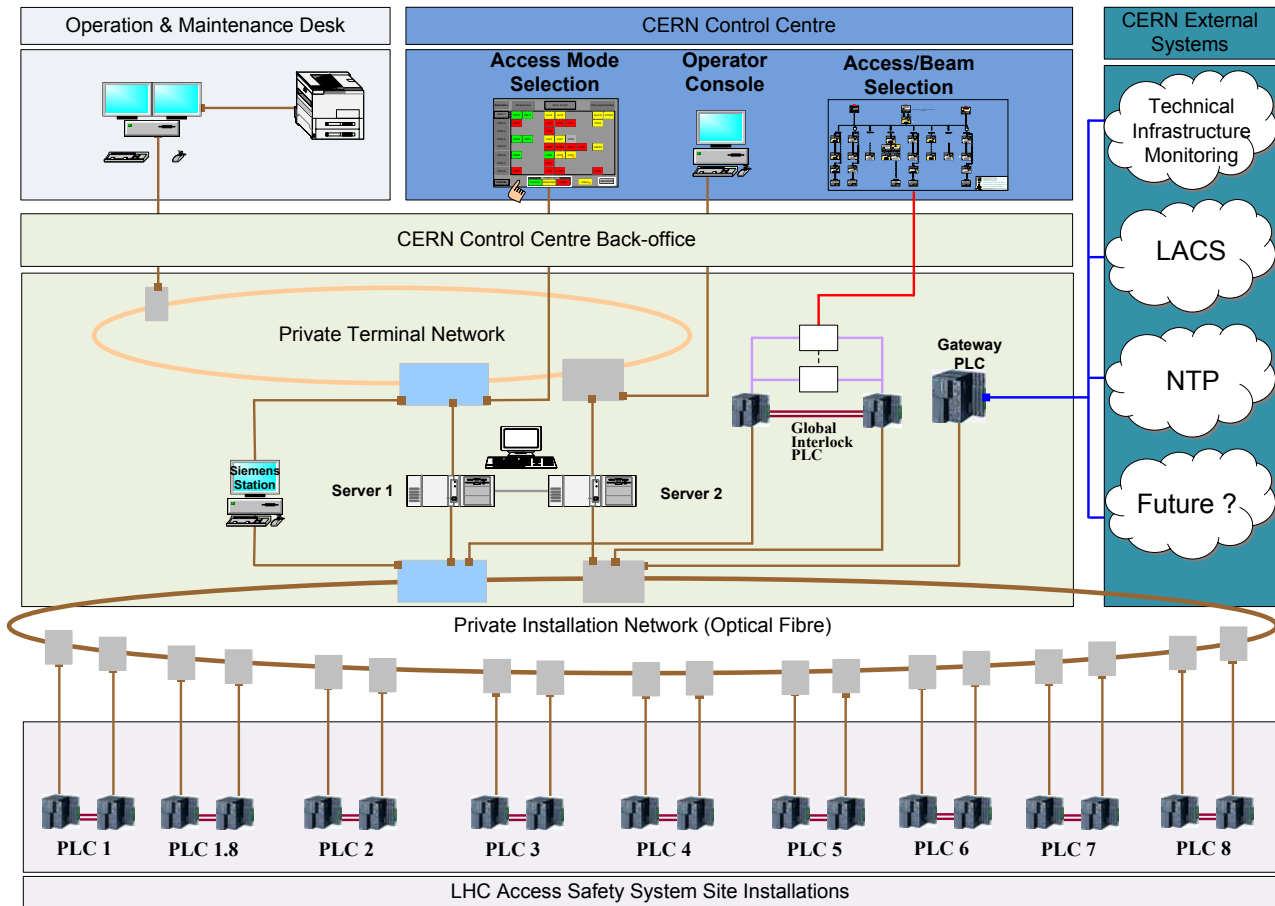 Operation & Maintenance Desk
CERN Control Centre
CERN External
Systems
Access Mode
Selection
Operator
Console
Access/Beam
Selection
Technical
Infrastructure
Monitoring
LACS
NTP
Future ?
CERN Control Centre Back-office
Private Terminal Network
Gateway
PLC
Global
Interlock
PLC
Siemens
Station
Server 1
Server 2
Private Installation Network (Optical Fibre)
PLC 1
PLC 1.8
PLC 2
PLC 3
PLC 4
PLC 5
PLC 6
PLC 7
PLC 8
LHC Access Safety System Site Installations